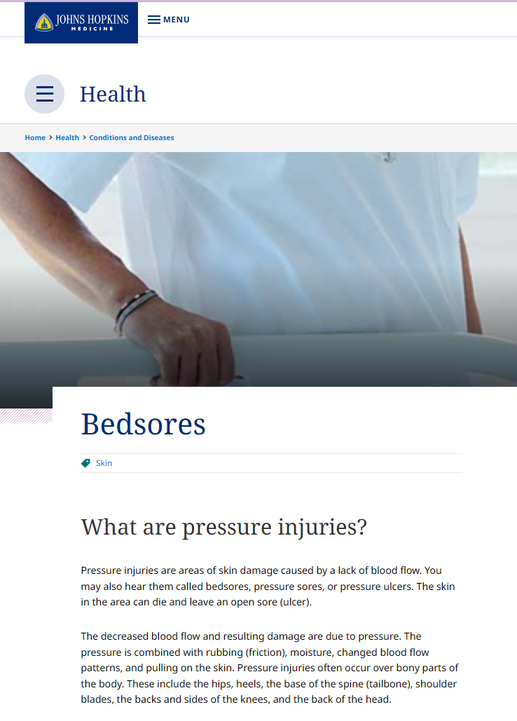 JOHNS HOPKINS
MEDICINE
MENU
Health
Home > Health > Conditions and Diseases
Bedsores
Skin
What are pressure injuries?
Pressure injuries are areas of skin damage caused by a lack of blood flow. You
may also hear them called bedsores, pressure sores, or pressure ulcers. The skin
in the area can die and leave an open sore (ulcer).
The decreased blood flow and resulting damage are due to pressure. The
pressure is combined with rubbing (friction), moisture, changed blood flow
patterns, and pulling on the skin. Pressure injuries often occur over bony parts of
the body. These include the hips, heels, the base of the spine (tailbone), shoulder
blades, the backs and sides of the knees, and the back of the head.